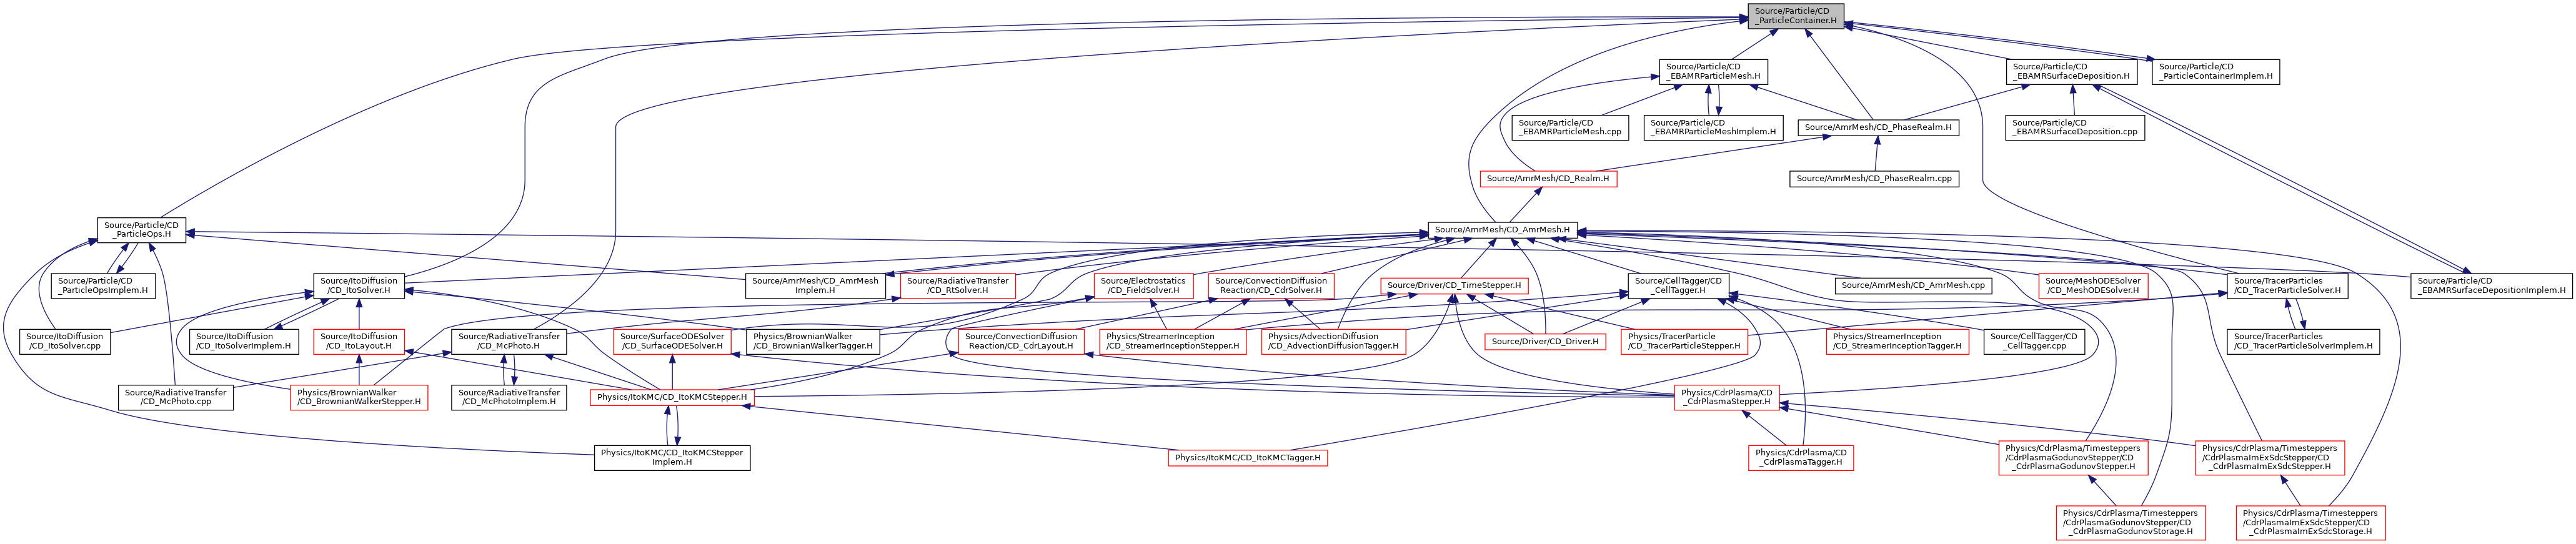 Source/Particle/CD
_ParticleContainer.H
Source/Particle/CD
_EBAMRParticleMesh.H
Source/Particle/CD
_EBAMRSurfaceDeposition.H
Source/Particle/CD
_ParticleContainerImplem.H
Source/Particle/CD
_EBAMRParticleMesh.cpp
Source/Particle/CD
_EBAMRParticleMeshImplem.H
Source/AmrMesh/CD_PhaseRealm.H
Source/Particle/CD
_EBAMRSurfaceDeposition.cpp
Source/AmrMesh/CD_Realm.H
Source/AmrMesh/CD_PhaseRealm.cpp
Source/Particle/CD
_ParticleOps.H
Source/AmrMesh/CD_AmrMesh.H
Source/Particle/CD
_ParticleOpsImplem.H
Source/ItoDiffusion
/CD_ItoSolver.H
Source/AmrMesh/CD_AmrMesh
Implem.H
Source/RadiativeTransfer
/CD_RtSolver.H
Source/Electrostatics
/CD_FieldSolver.H
Source/ConvectionDiffusion
Reaction/CD_CdrSolver.H
Source/Driver/CD_TimeStepper.H
Source/CellTagger/CD
_CellTagger.H
Source/AmrMesh/CD_AmrMesh.cpp
Source/MeshODESolver
/CD_MeshODESolver.H
Source/TracerParticles
/CD_TracerParticleSolver.H
Source/Particle/CD
_EBAMRSurfaceDepositionImplem.H
Source/ItoDiffusion
/CD_ItoSolver.cpp
Source/ItoDiffusion
/CD_ItoSolverImplem.H
Source/ItoDiffusion
/CD_ItoLayout.H
Source/RadiativeTransfer
/CD_McPhoto.H
Source/SurfaceODESolver
/CD_SurfaceODESolver.H
Physics/BrownianWalker
/CD_BrownianWalkerTagger.H
Source/ConvectionDiffusion
Reaction/CD_CdrLayout.H
Physics/StreamerInception
/CD_StreamerInceptionStepper.H
Physics/AdvectionDiffusion
/CD_AdvectionDiffusionTagger.H
Source/Driver/CD_Driver.H
Physics/TracerParticle
/CD_TracerParticleStepper.H
Physics/StreamerInception
/CD_StreamerInceptionTagger.H
Source/CellTagger/CD
_CellTagger.cpp
Source/TracerParticles
/CD_TracerParticleSolverImplem.H
Source/RadiativeTransfer
/CD_McPhoto.cpp
Physics/BrownianWalker
/CD_BrownianWalkerStepper.H
Source/RadiativeTransfer
/CD_McPhotoImplem.H
Physics/ItoKMC/CD_ItoKMCStepper.H
Physics/CdrPlasma/CD
_CdrPlasmaStepper.H
Physics/ItoKMC/CD_ItoKMCStepper
Implem.H
Physics/ItoKMC/CD_ItoKMCTagger.H
Physics/CdrPlasma/CD
_CdrPlasmaTagger.H
Physics/CdrPlasma/Timesteppers
/CdrPlasmaGodunovStepper/CD
_CdrPlasmaGodunovStepper.H
Physics/CdrPlasma/Timesteppers
/CdrPlasmaImExSdcStepper/CD
_CdrPlasmaImExSdcStepper.H
Physics/CdrPlasma/Timesteppers
/CdrPlasmaGodunovStepper/CD
_CdrPlasmaGodunovStorage.H
Physics/CdrPlasma/Timesteppers
/CdrPlasmaImExSdcStepper/CD
_CdrPlasmaImExSdcStorage.H